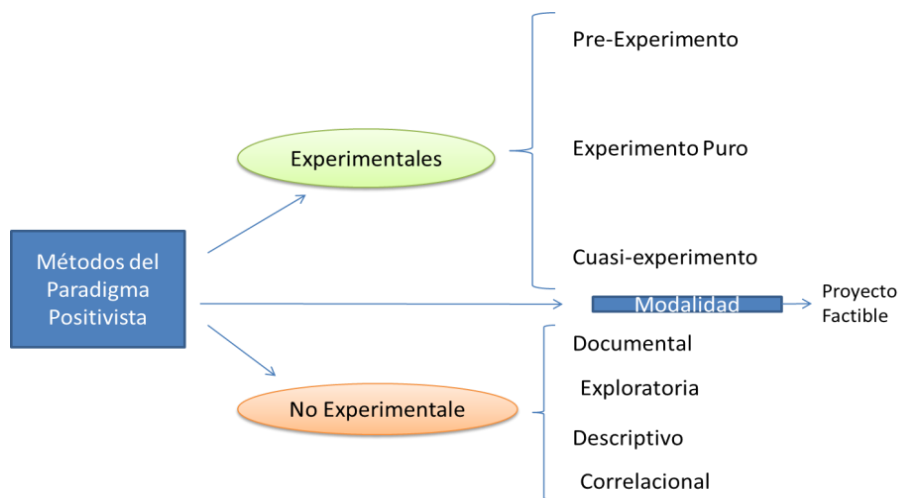 Pre-Experimento
Experimentales
Experimento Puro
Métodos del
Paradigma
Positivista
Cuasi-experimento
Modalidad
Proyecto
Factible
Documental
Exploratoria
No Experimentale
Descriptivo
Correlacional